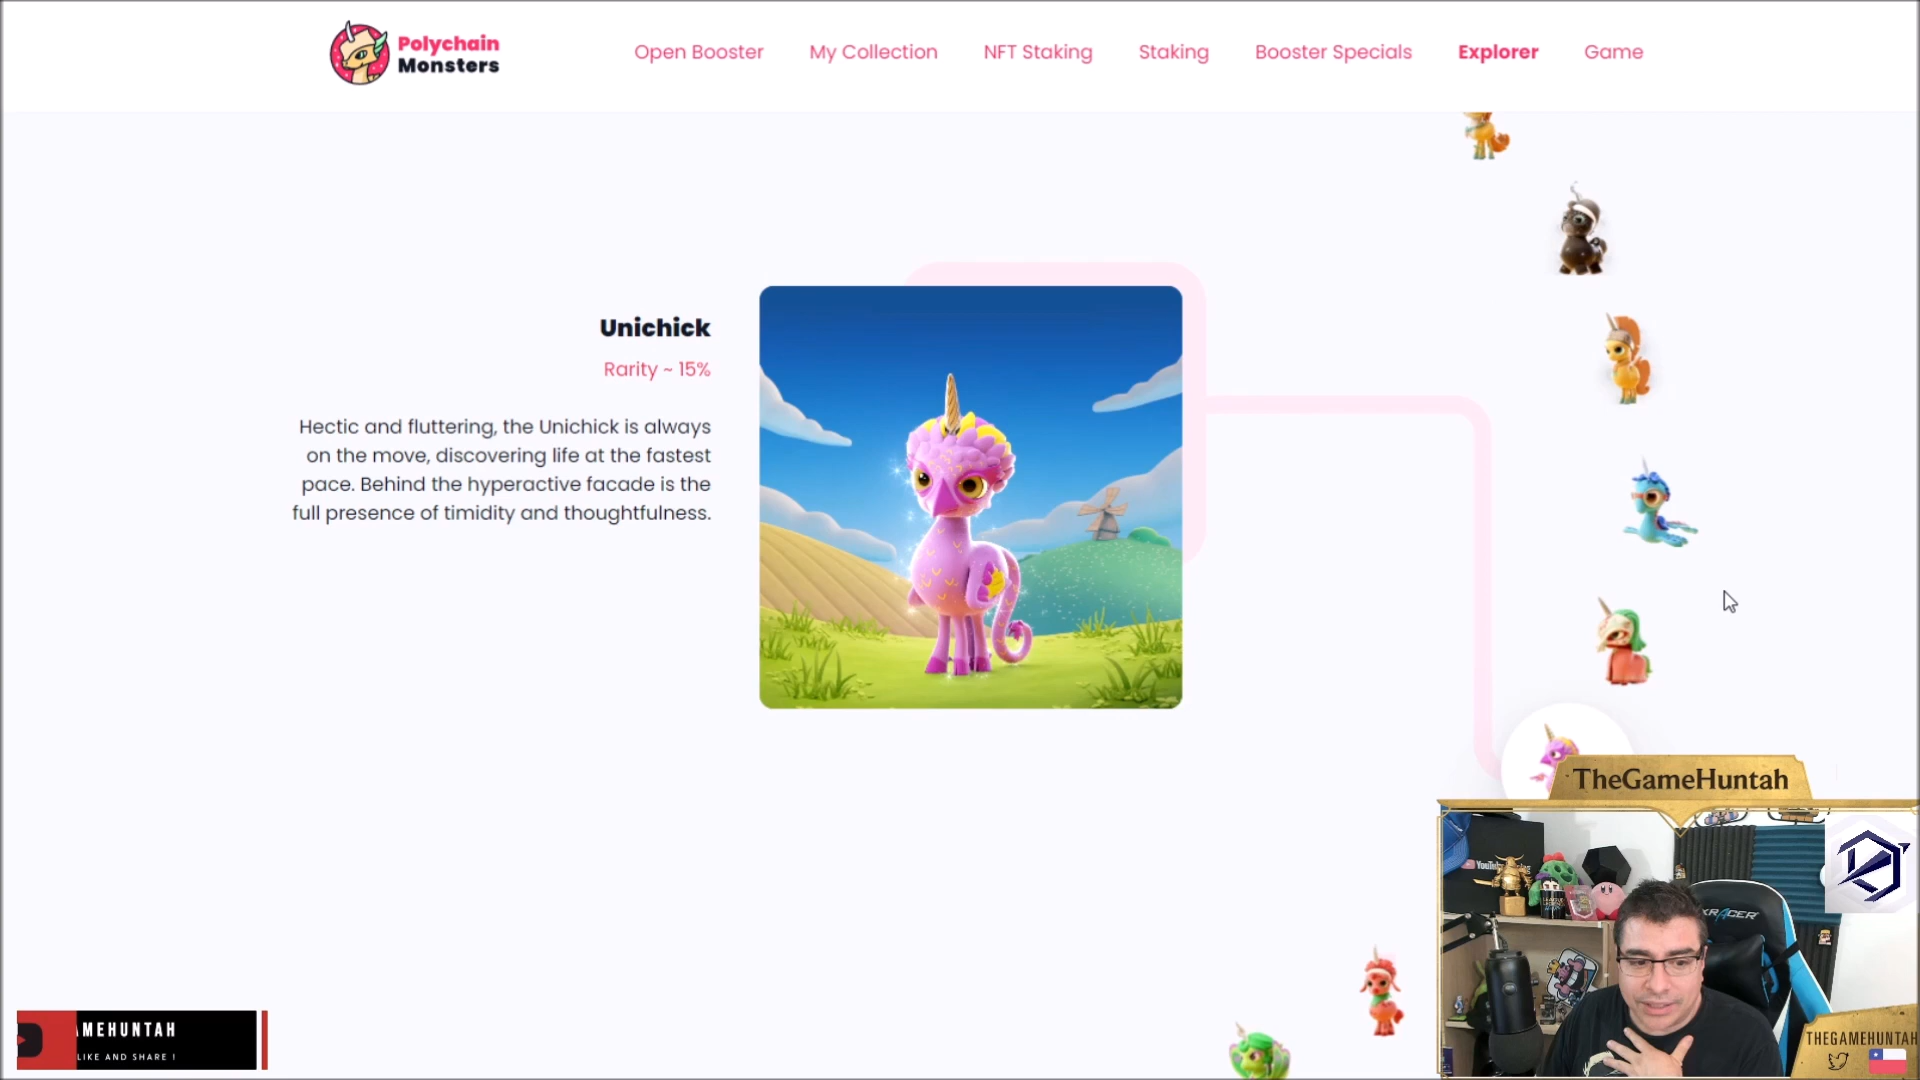 Polychain
Monsters
Open Booster
My Collection
NFT Staking
Staking
Booster Specials
Explorer
Game
Unichick
Rarity ~ 15%
Hectic and fluttering, the Unichick is always
on the move, discovering life at the fastest
pace. Behind the hyperactive facade is the
full presence of timidity and thoughtfulness.
TheGameHuntah
AMEHUNTAH
LIKE AND SHARE !
THEGAMEHUNTAH